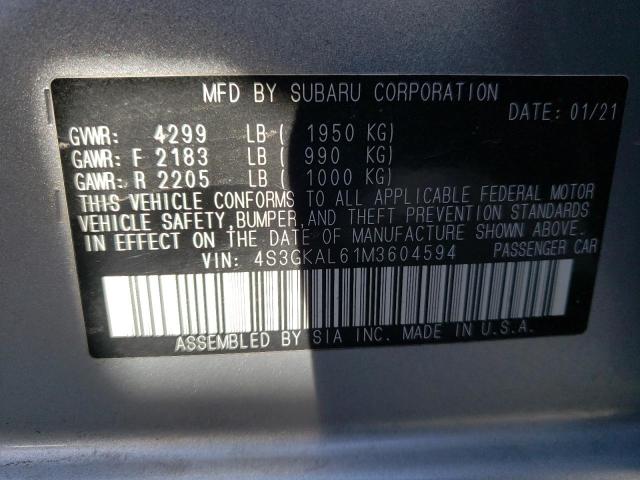 MFD BY SUBARU CORPORATION
DATE: 01/21
GVWR: 4299 LB ( 1950 KG)
GAWR: F 2183 LB ( 990 KG)
GAWR: R 2205 LB ( 1000 KG)
THIS VEHICLE CONFORMS TO ALL APPLICABLE FEDERAL MOTOR
VEHICLE SAFETY, BUMPER, AND THEFT PREVENTION STANDARDS
IN EFFECT ON THE DATE OF MANUFACTURE SHOWN ABOVE.
VIN: 4S3GKAL61M3604594 PASSENGER CAR
ASSEMBLED BY SIA INC. MADE IN U.S.A.